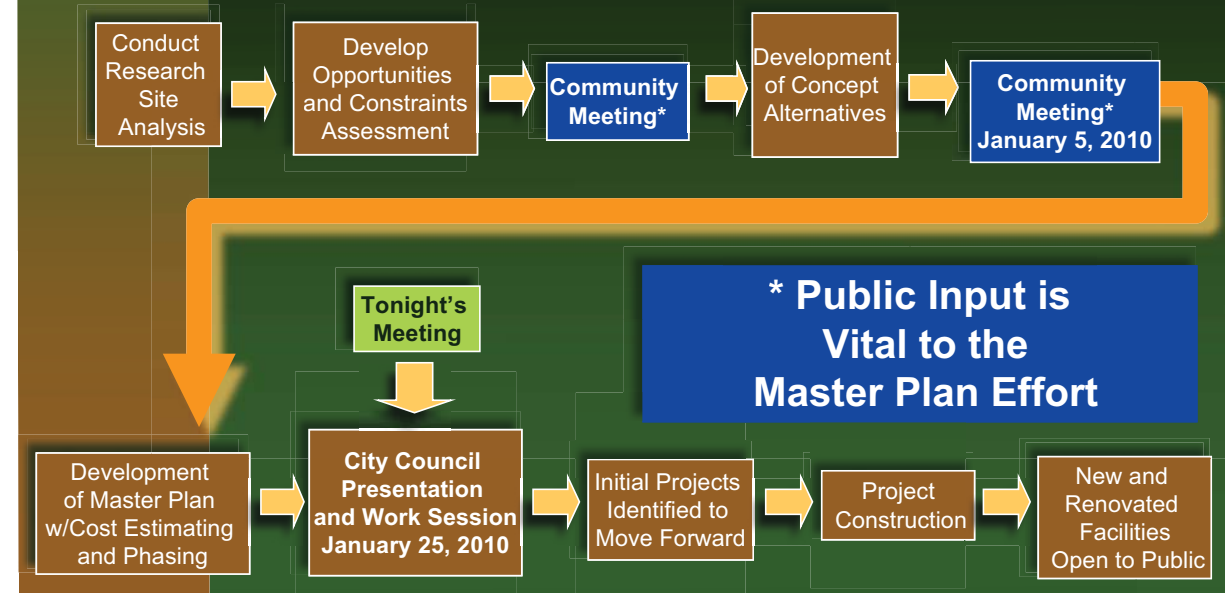 Conduct
Research
Site
Analysis
Develop
Opportunities
and Constraints
Assessment
Community
Meeting*
Development
of Concept
Alternatives
Community
Meeting*
January 5, 2010
Tonight's
Meeting
* Public Input is
Vital to the
Master Plan Effort
Development
of Master Plan
w/Cost Estimating
and Phasing
City Council
Presentation
and Work Session
January 25, 2010
Initial Projects
Identified to
Move Forward
Project
Construction
New and
Renovated
Facilities
Open to Public